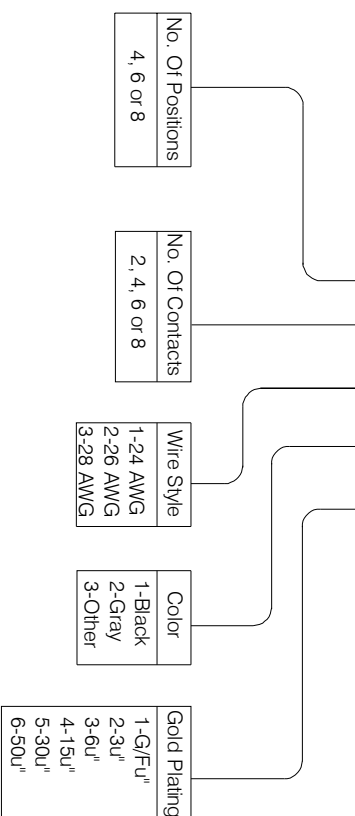 No. Of Positions
4, 6 or 8
No. Of Contacts
2, 4, 6 or 8
Wire Style
1-24 AWG
2-26 AWG
3-28 AWG
Color
1-Black
2-Gray
3-Other
Gold Plating
1-G/Fu"
2-3u"
3-6u"
4-15u"
5-30u"
6-50u"